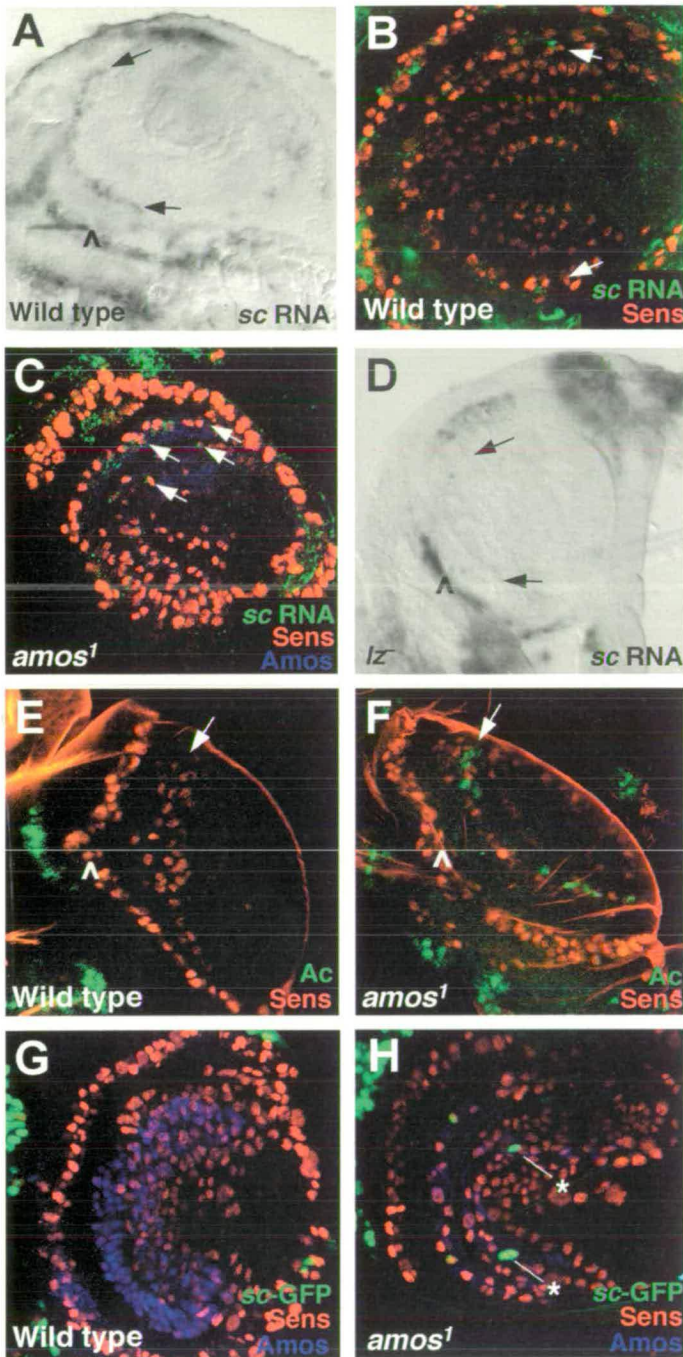 A
^
Wild type
sc RNA
B
sc RNA
Wild type
Sens
C
sc RNA
Sens
amos¹
Amos
D
^
lz⁻
sc RNA
E
^
Ac
Wild type
Sens
F
^
Ac
amos¹
Sens
G
sc-GFP
Sens
Wild type
Amos
H
*
*
sc-GFP
Sens
amos¹
Amos